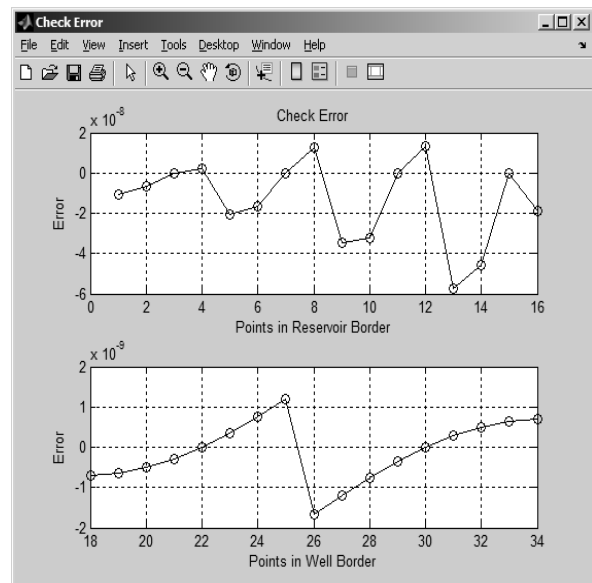 Check Error
File Edit View Insert Tools Desktop Window Help
Check Error
x 10^-8
2
0
-2
-4
-6
Error
0 2 4 6 8 10 12 14 16
Points in Reservoir Border
x 10^-9
2
1
0
-1
-2
Error
18 20 22 24 26 28 30 32 34
Points in Well Border